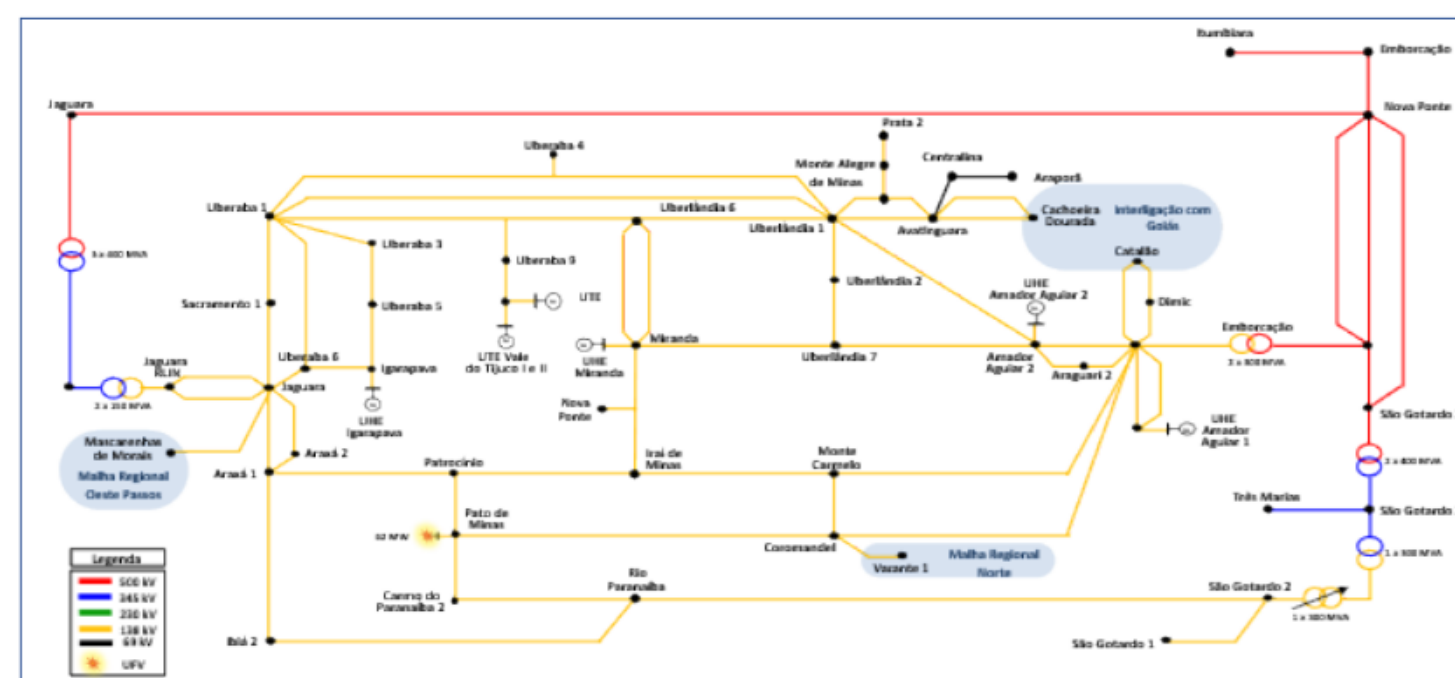 Itumbiara
Emborcação
Jaguara
Nova Ponte
Prata 2
Uberaba 4
Monte Alegre
de Minas
Centralina
Araporã
Uberaba 1
Uberlândia 6
Uberlândia 1
Avatinguara
Cachoeira
Dourada
Interligação com
Goiás
Catalão
Uberaba 3
Uberaba 9
Uberlândia 2
UHE
Amador Aguiar 2
Dimic
Sacramento 1
Uberaba 5
UTE
Emborcação
Jaguara
Uberaba 6
Igarapava
UTE Vale
do Tijuco I e II
UHE
Miranda
Miranda
Uberlândia 7
Amador
Aguiar 2
Araguari 2
Jaguara
UHE
Igarapava
Nova
Ponte
São Gotardo
UHE
Amador
Aguiar 1
Mascarenhas
de Morais
Malha Regional
Oeste Passos
Araxá 2
Araxá 1
Patrocínio
Iraí de
Minas
Monte
Carmelo
Três Marias
São Gotardo
Pato de
Minas
Coromandel
Vazante 1
Malha Regional
Norte
Legenda
500 kV
345 kV
230 kV
138 kV
69 kV
UFV
Carmo do
Paranaíba 2
Rio
Paranaíba
São Gotardo 2
1 x 300 MVA
Ibiá 2
São Gotardo 1